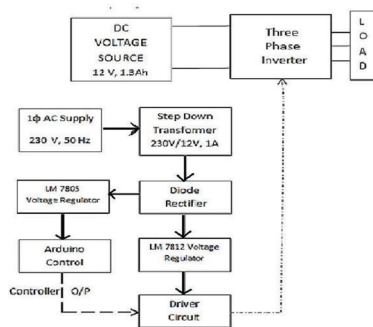 DC
VOLTAGE
SOURCE
12 V, 1.3Ah
Three
Phase
Inverter
L
O
A
D
1ϕ AC Supply
230 V, 50 Hz
Step Down
Transformer
230V/12V, 1A
LM 7805
Voltage Regulator
Diode
Rectifier
Arduino
Control
LM 7812 Voltage
Regulator
Controller O/P
Driver
Circuit